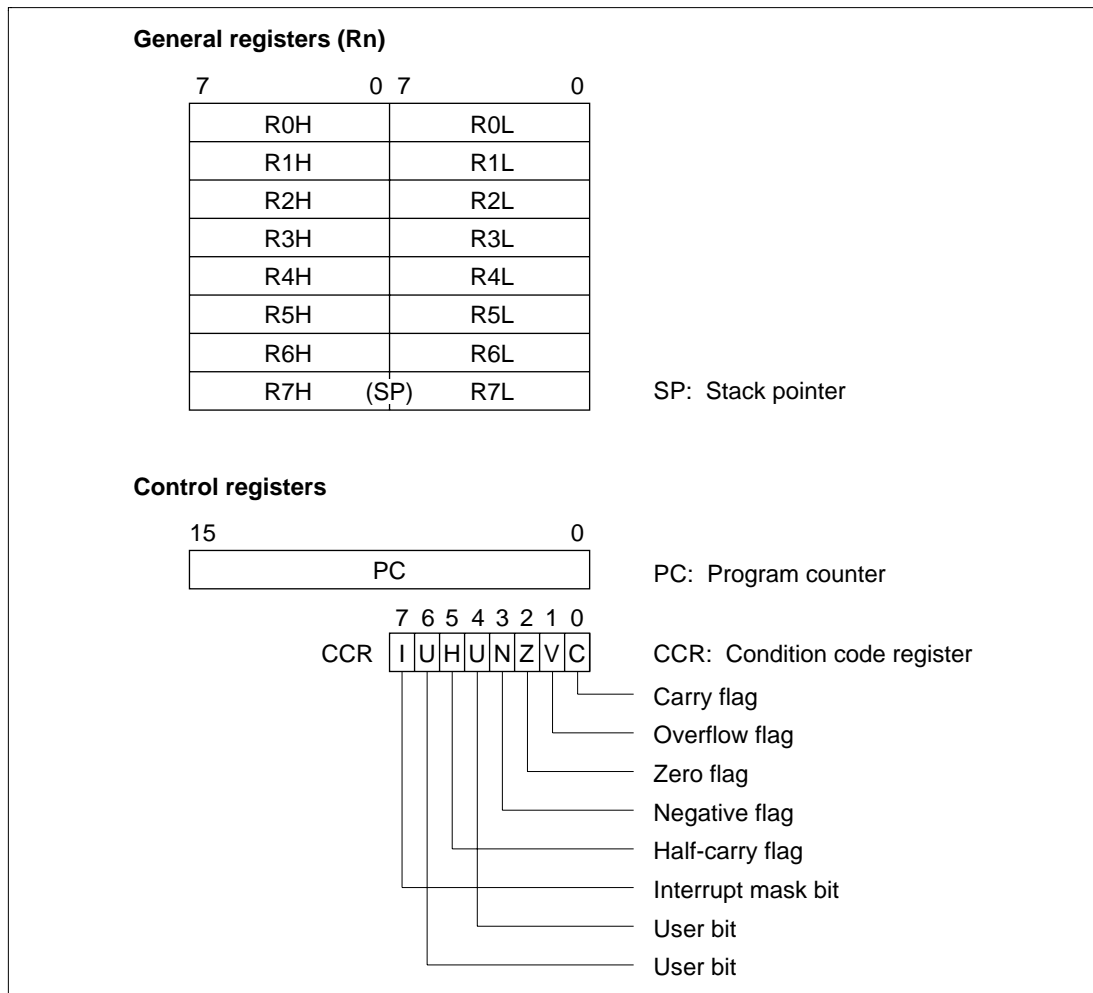 General registers (Rn)
7 0 7 0
R0H R0L
R1H R1L
R2H R2L
R3H R3L
R4H R4L
R5H R5L
R6H R6L
R7H (SP) R7L SP: Stack pointer
Control registers
15 0
PC PC: Program counter
7 6 5 4 3 2 1 0
CCR I U H U N Z V C CCR: Condition code register
Carry flag
Overflow flag
Zero flag
Negative flag
Half-carry flag
Interrupt mask bit
User bit
User bit